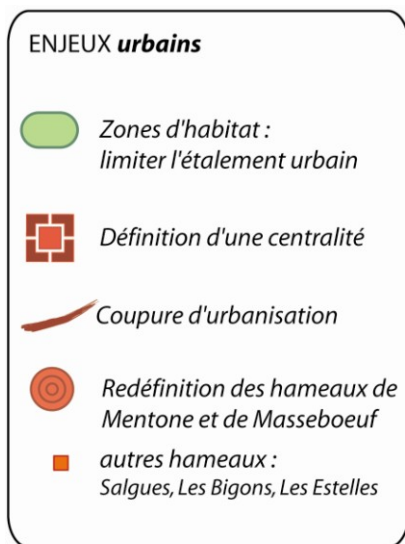 ENJEUX urbains
Zones d'habitat :
limiter l'étalement urbain
Définition d'une centralité
Coupure d'urbanisation
Redéfinition des hameaux de
Mentone et de Masseboeuf
autres hameaux :
Salgues, Les Bigons, Les Estelles